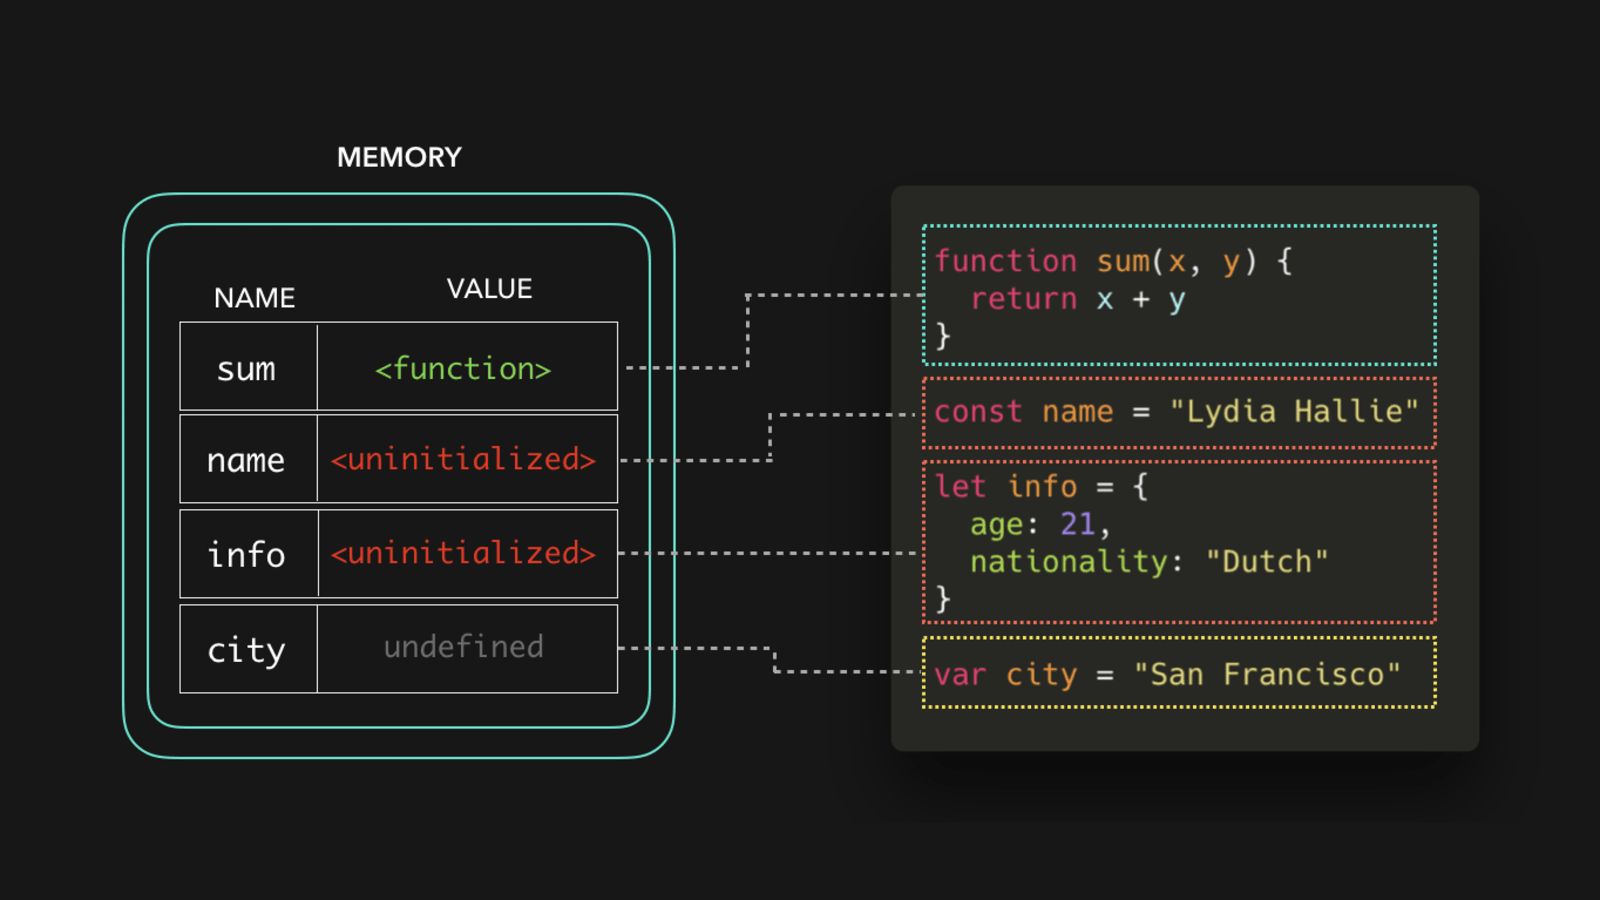 MEMORY
NAME VALUE
sum <function>
name <uninitialized>
info <uninitialized>
city undefined
function sum(x, y) {
  return x + y
}
const name = "Lydia Hallie"
let info = {
  age: 21,
  nationality: "Dutch"
}
var city = "San Francisco"